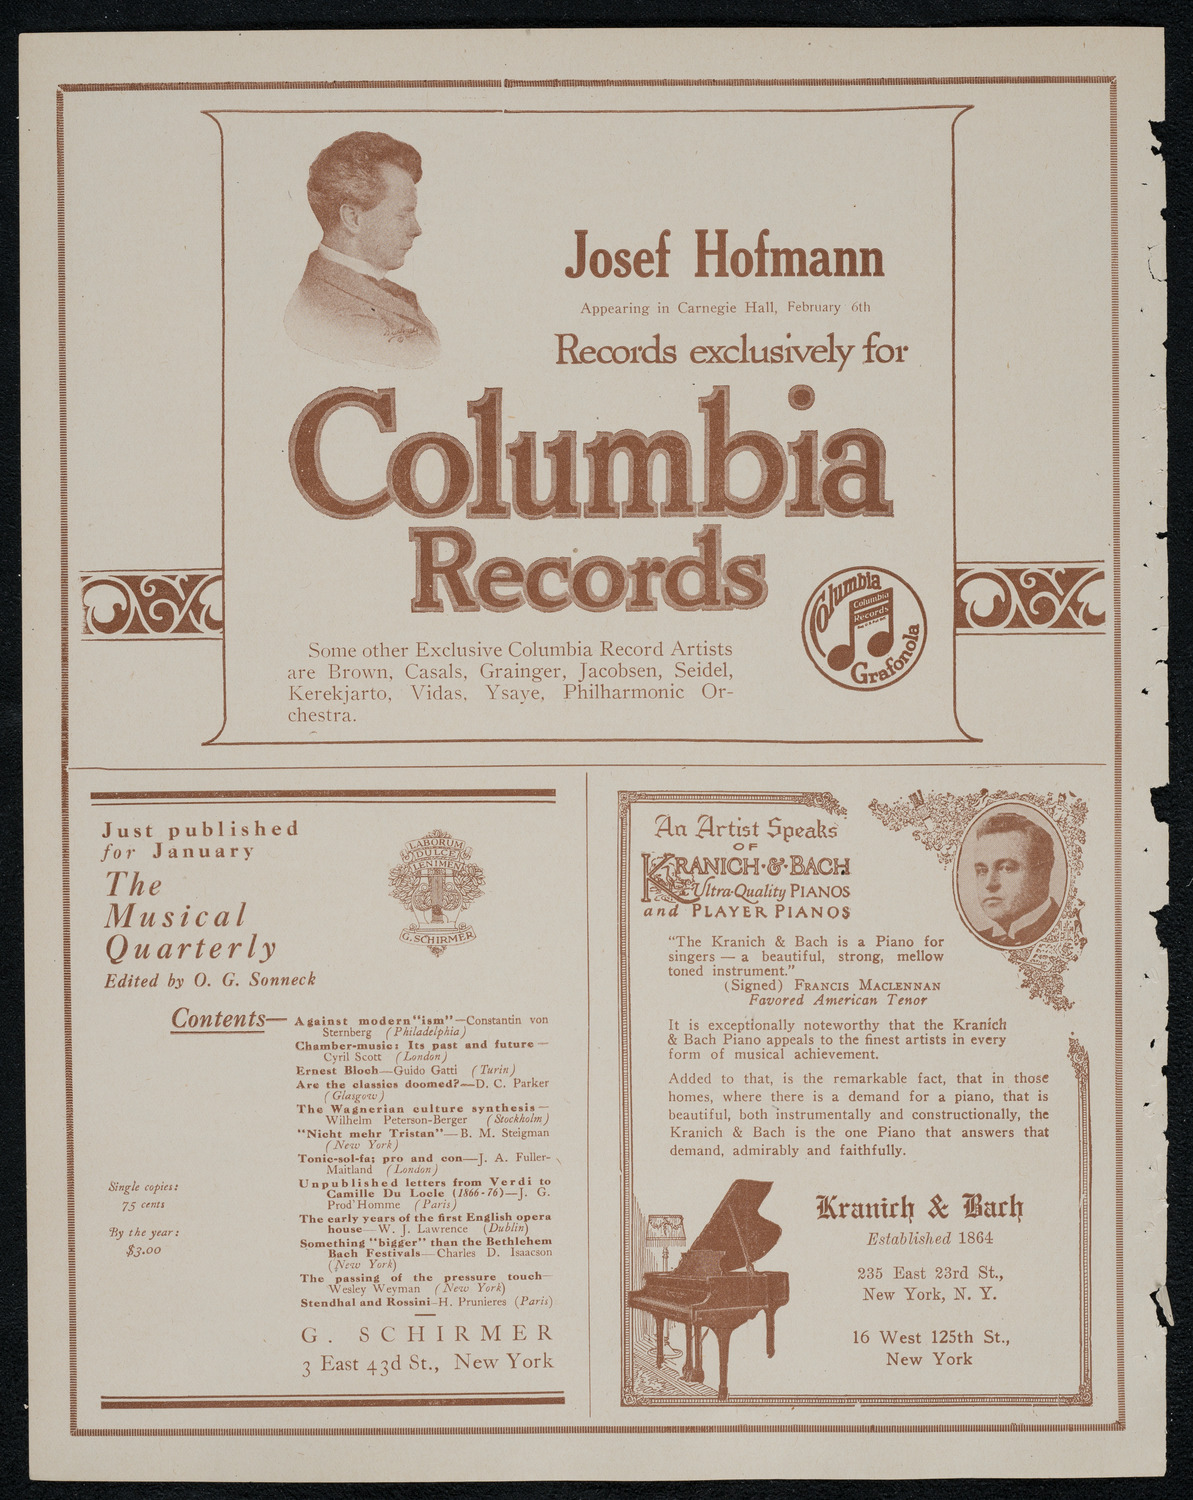 Josef Hofmann
Appearing in Carnegie Hall, February 6th
Records exclusively for
Columbia
Records
Some other Exclusive Columbia Record Artists
are Brown, Casals, Grainger, Jacobsen, Seidel,
Kerekjarto, Vidas, Ysaye, Philharmonic Or-
chestra.
Columbia
Columbia
Records
Grafonola
Just published
for January
The
Musical
Quarterly
Edited by O. G. Sonneck
LABORUM
DULCE
LENIMEN
G. SCHIRMER
Contents—
Against modern "ism"—Constantin von
Sternberg (Philadelphia)
Chamber-music: Its past and future—
Cyril Scott (London)
Ernest Bloch—Guido Gatti (Turin)
Are the classics doomed?—D. C. Parker
(Glasgow)
The Wagnerian culture synthesis—
Wilhelm Peterson-Berger (Stockholm)
"Nicht mehr Tristan"—B. M. Steigman
(New York)
Tonic-sol-fa; pro and con—J. A. Fuller-
Maitland (London)
Unpublished letters from Verdi to
Camille Du Locle (1866-76)—J. G.
Prod'Homme (Paris)
The early years of the first English opera
house—W. J. Lawrence (Dublin)
Something "bigger" than the Bethlehem
Bach Festivals—Charles D. Isaacson
(New York)
The passing of the pressure touch—
Wesley Weyman (New York)
Stendhal and Rossini—H. Prunieres (Paris)
Single copies:
75 cents
By the year:
$3.00
G. SCHIRMER
3 East 43d St., New York
An Artist Speaks
OF
KRANICH·&·BACH
Ultra-Quality PIANOS
and PLAYER PIANOS
"The Kranich & Bach is a Piano for
singers — a beautiful, strong, mellow
toned instrument."
(Signed) FRANCIS MACLENNAN
Favored American Tenor
It is exceptionally noteworthy that the Kranich
& Bach Piano appeals to the finest artists in every
form of musical achievement.
Added to that, is the remarkable fact, that in those
homes, where there is a demand for a piano, that is
beautiful, both instrumentally and constructionally, the
Kranich & Bach is the one Piano that answers that
demand, admirably and faithfully.
Kranich & Bach
Established 1864
235 East 23rd St.,
New York, N. Y.
16 West 125th St.,
New York